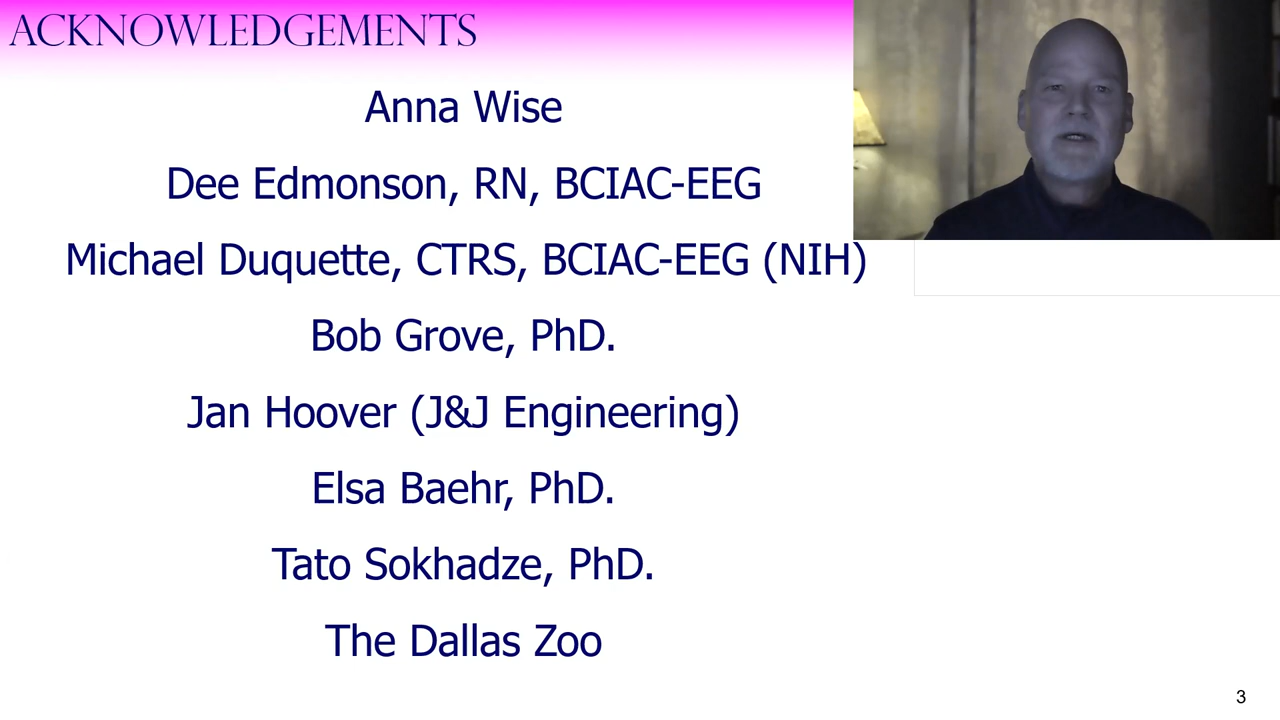 ACKNOWLEDGEMENTS
Anna Wise
Dee Edmonson, RN, BCIAC-EEG
Michael Duquette, CTRS, BCIAC-EEG (NIH)
Bob Grove, PhD.
Jan Hoover (J&J Engineering)
Elsa Baehr, PhD.
Tato Sokhadze, PhD.
The Dallas Zoo
3